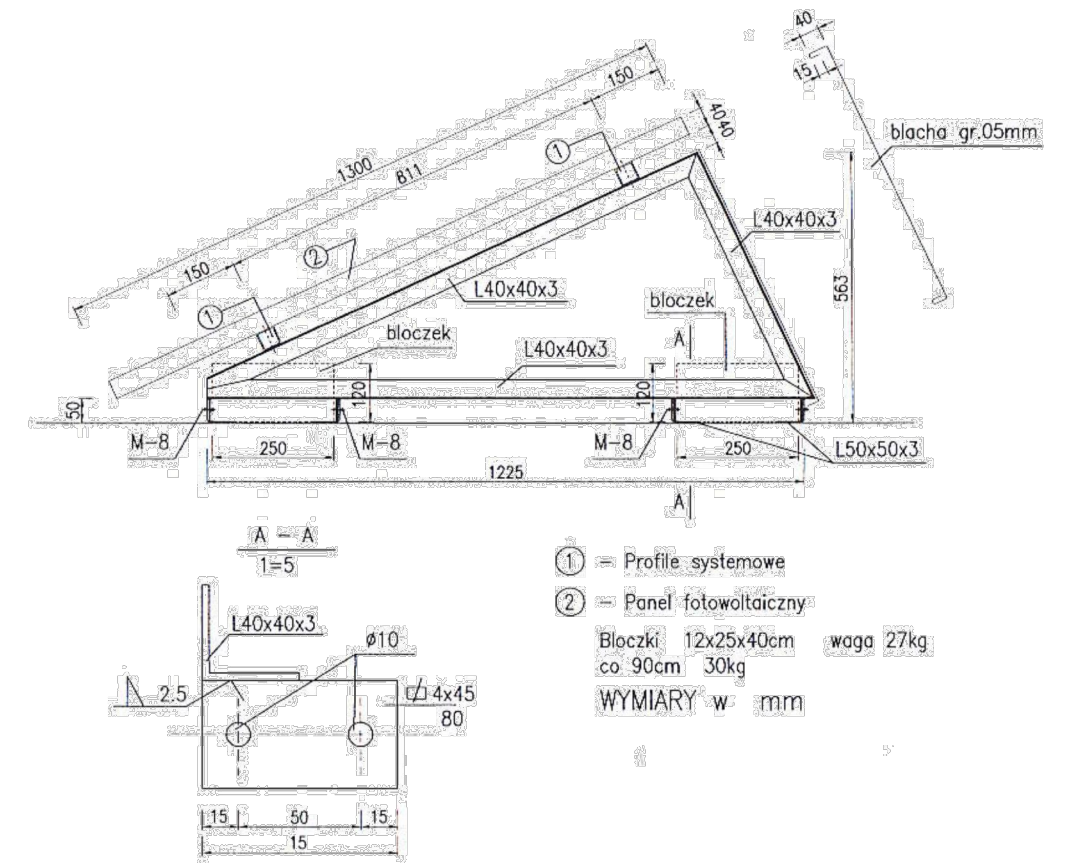 40
15
blacha gr.05mm
150
1300
811
4040
1
L40x40x3
2
563
150
L40x40x3
bloczek
1
bloczek
A
L40x40x3
120
120
50
M-8
M-8
M-8
250
250
L50x50x3
1225
A
A - A
1=5
1 - Profile systemowe
2 - Panel fotowoltaiczny
L40x40x3
ø10
Bloczki 12x25x40cm waga 27kg
co 90cm 30kg
2.5
4x45
80
WYMIARY w mm
15
50
15
15